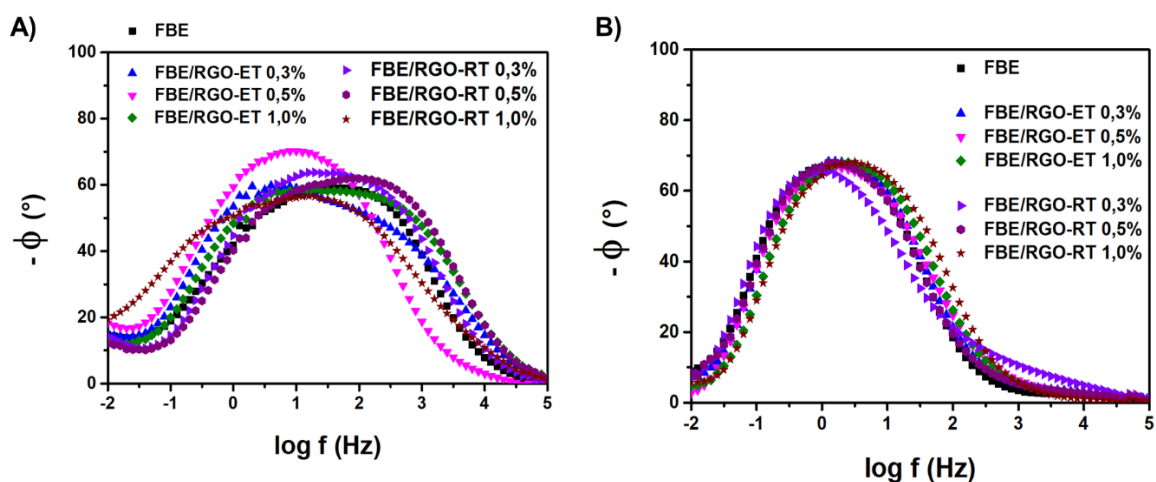 A)
FBE
FBE/RGO-ET 0,3%
FBE/RGO-ET 0,5%
FBE/RGO-ET 1,0%
FBE/RGO-RT 0,3%
FBE/RGO-RT 0,5%
FBE/RGO-RT 1,0%
100
80
60
40
20
0
- ϕ (°)
-2 -1 0 1 2 3 4 5
log f (Hz)
B)
FBE
FBE/RGO-ET 0,3%
FBE/RGO-ET 0,5%
FBE/RGO-ET 1,0%
FBE/RGO-RT 0,3%
FBE/RGO-RT 0,5%
FBE/RGO-RT 1,0%
100
80
60
40
20
0
- ϕ (°)
-2 -1 0 1 2 3 4 5
log f (Hz)